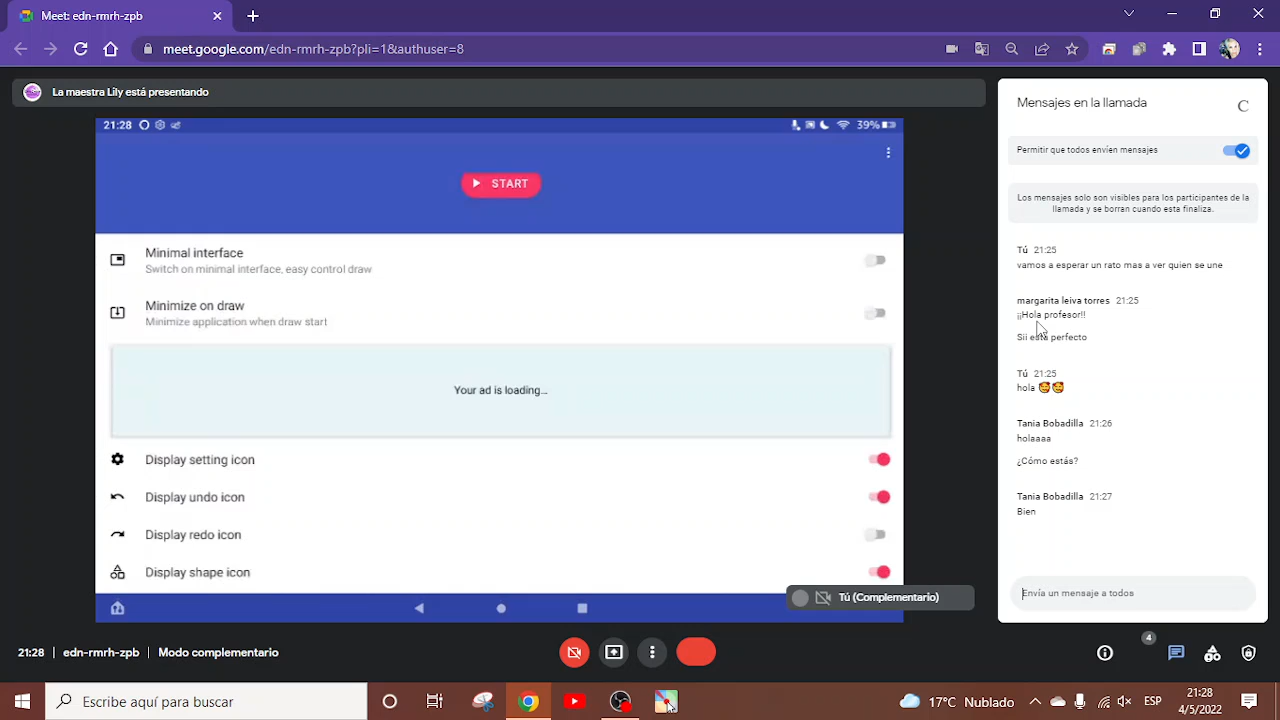 Meet: edn-rmrh-zpb
meet.google.com/edn-rmrh-zpb?pli=1&authuser=8
La maestra Lily está presentando
21:28
39%
START
Minimal interface
Switch on minimal interface, easy control draw
Minimize on draw
Minimize application when draw start
Your ad is loading...
Display setting icon
Display undo icon
Display redo icon
Display shape icon
Tú (Complementario)
Mensajes en la llamada
C
Permitir que todos envíen mensajes
Los mensajes solo son visibles para los participantes de la
llamada y se borran cuando esta finaliza.
Tú 21:25
vamos a esperar un rato mas a ver quien se une
margarita leiva torres 21:25
¡¡Hola profesor!!
Sii está perfecto
Tú 21:25
hola 🥰🥰
Tania Bobadilla 21:26
holaaaa
¿Cómo estás?
Tania Bobadilla 21:27
Bien
Envía un mensaje a todos
21:28 | edn-rmrh-zpb | Modo complementario
4
Escribe aquí para buscar
17°C Nublado
ESP
21:28
4/5/2022